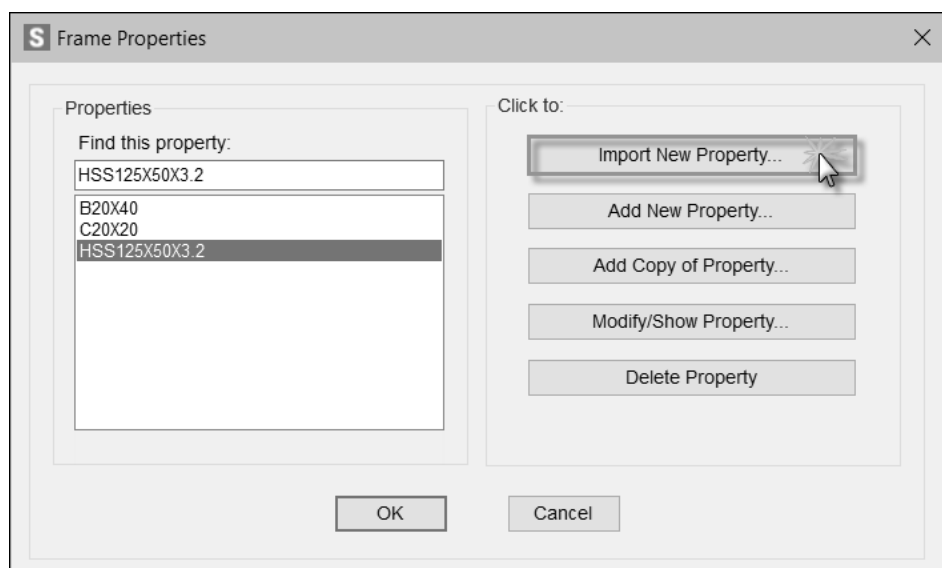 S Frame Properties
Properties
Find this property:
HSS125X50X3.2
B20X40
C20X20
HSS125X50X3.2
Click to:
Import New Property...
Add New Property...
Add Copy of Property...
Modify/Show Property...
Delete Property
OK
Cancel